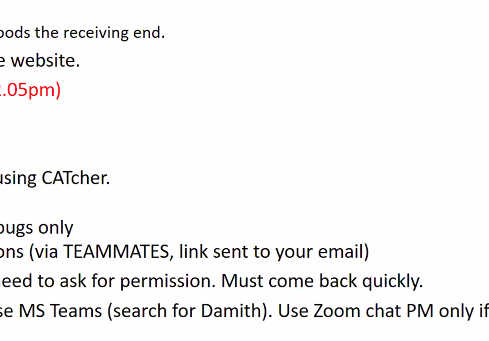 oods the receiving end.
e website.
2.05pm)
using CATcher.
bugs only
ons (via TEAMMATES, link sent to your email)
need to ask for permission. Must come back quickly.
se MS Teams (search for Damith). Use Zoom chat PM only if